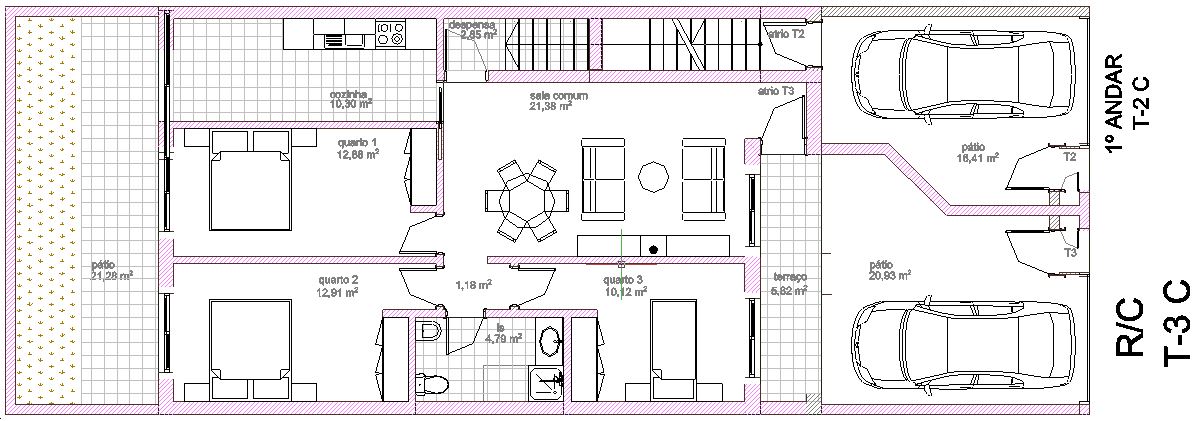 despensa
2,85 m²
atrio T2
cozinha
10,30 m²
sala comum
21,38 m²
atrio T3
quarto 1
12,68 m²
pátio
16,41 m²
T2
1º ANDAR
T-2 C
pátio
21,28 m²
quarto 2
12,91 m²
1,18 m²
quarto 3
10,12 m²
terraço
5,82 m²
pátio
20,93 m²
T3
is
4,79 m²
R/C
T-3 C